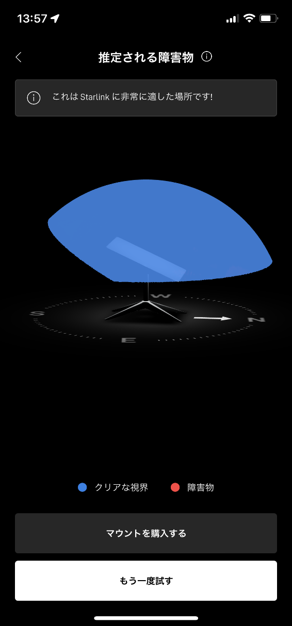 13:57
推定される障害物
これは Starlink に非常に適した場所です!
W
S
N
E
クリアな視界
障害物
マウントを購入する
もう一度試す